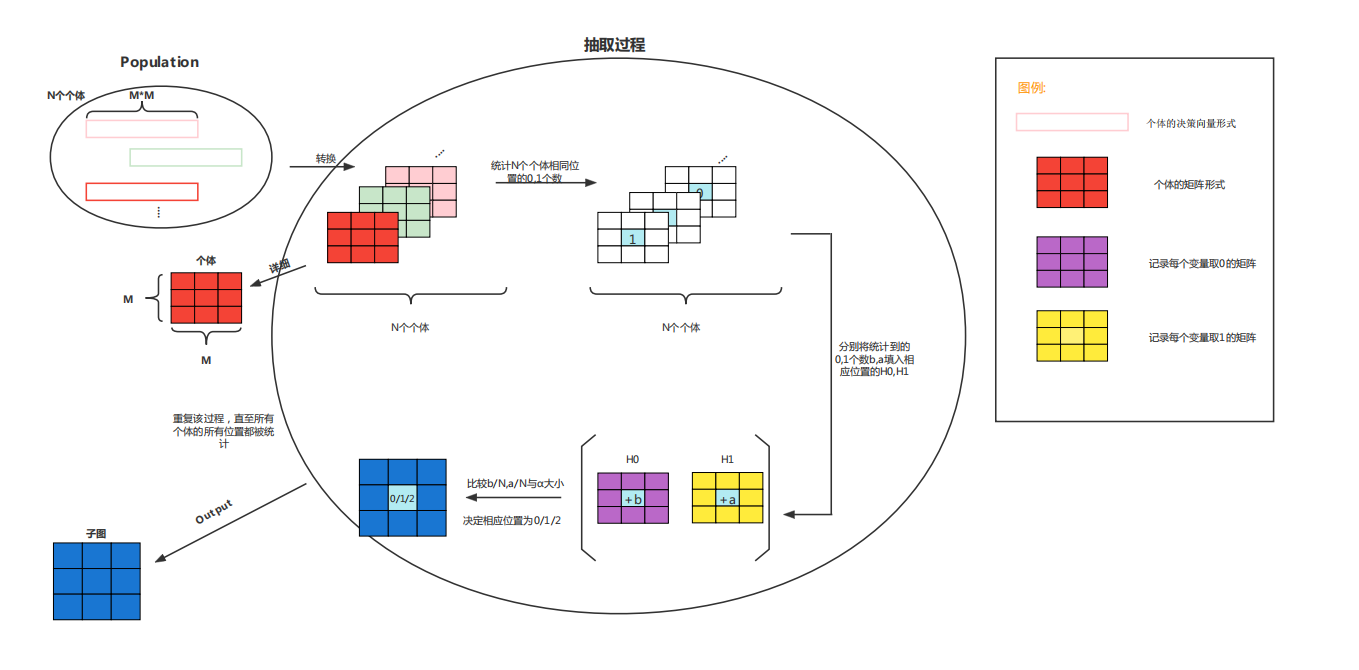 抽取过程
Population
N个个体
M*M
转换
统计N个个体相同位
置的0,1个数
0
1
详细
个体
M
M
N个个体
N个个体
分别将统计到的
0,1个数b,a填入相
应位置的H0,H1
重复该过程，直至所有
个体的所有位置都被统
计
H0
H1
+b
+a
比较b/N,a/N与α大小
决定相应位置为0/1/2
0/1/2
Output
子图
图例:
个体的决策向量形式
个体的矩阵形式
记录每个变量取0的矩阵
记录每个变量取1的矩阵